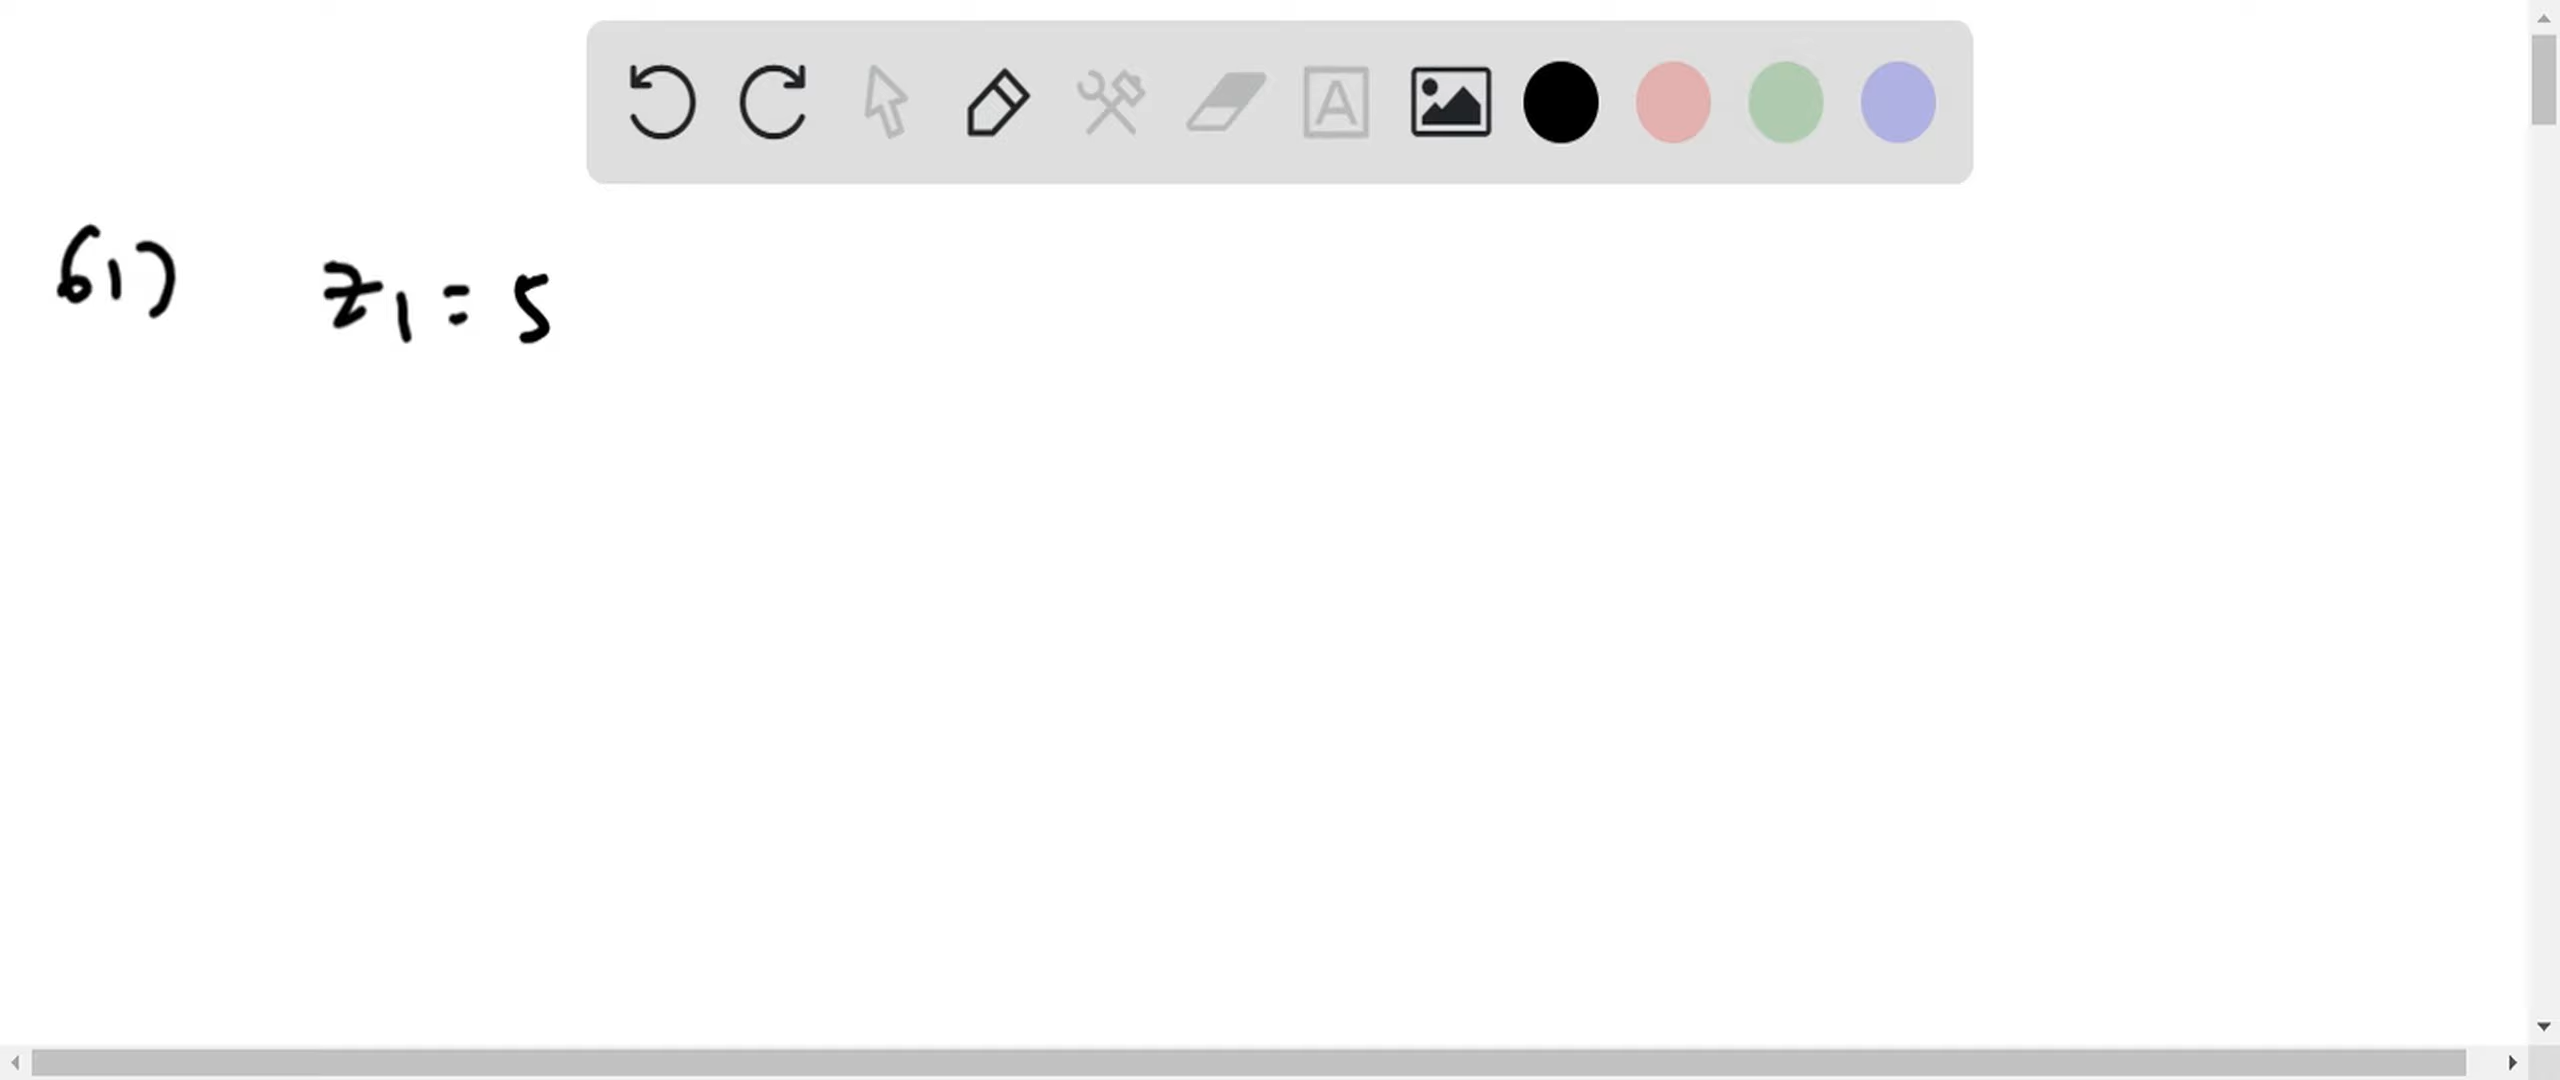 61) z₁ = 5